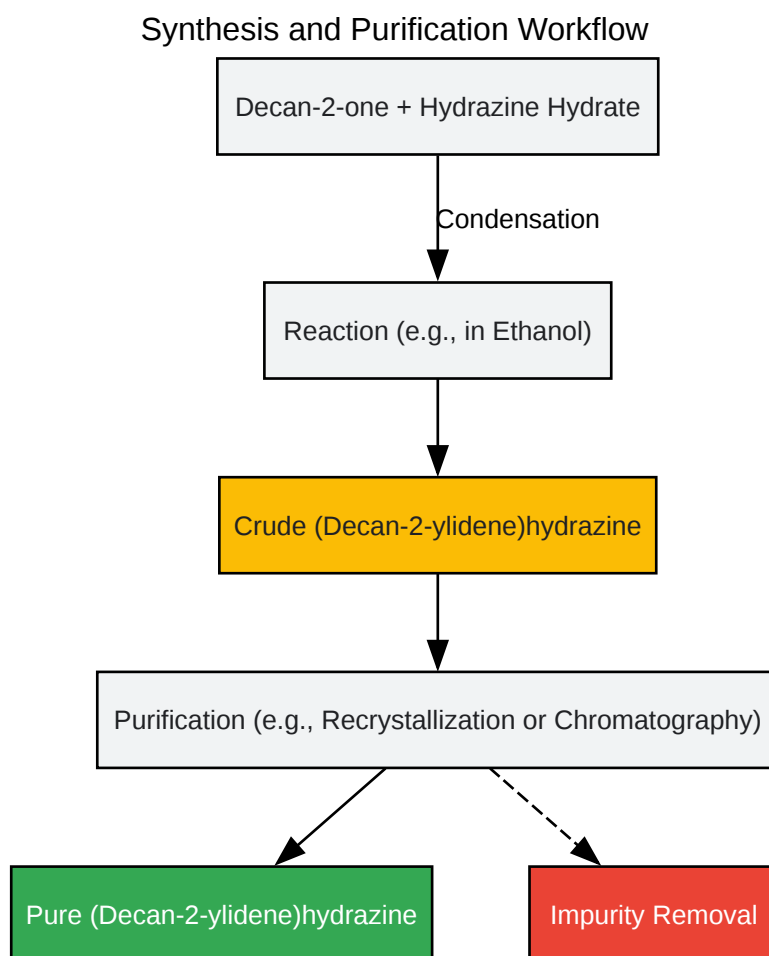 Synthesis and Purification Workflow
Decan-2-one + Hydrazine Hydrate
Condensation
Reaction (e.g., in Ethanol)
Crude (Decan-2-ylidene)hydrazine
Purification (e.g., Recrystallization or Chromatography)
Pure (Decan-2-ylidene)hydrazine
Impurity Removal